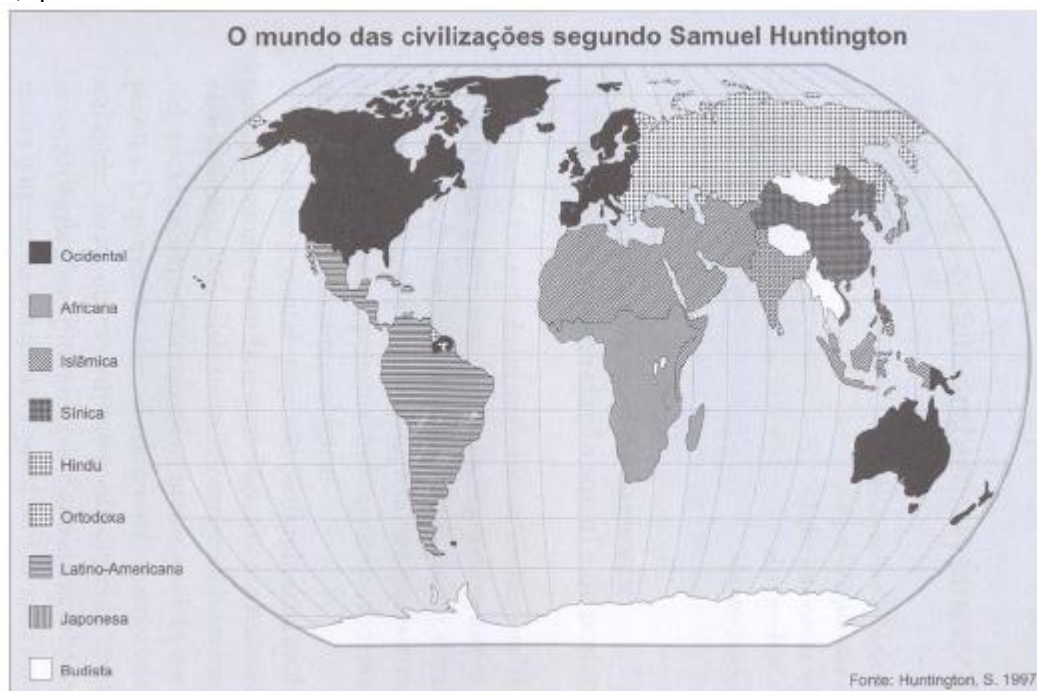 O mundo das civilizações segundo Samuel Huntington
Ocidental
Africana
Islâmica
Sínica
Hindu
Ortodoxa
Latino-Americana
Japonesa
Budista
Fonte: Huntington, S. 1997